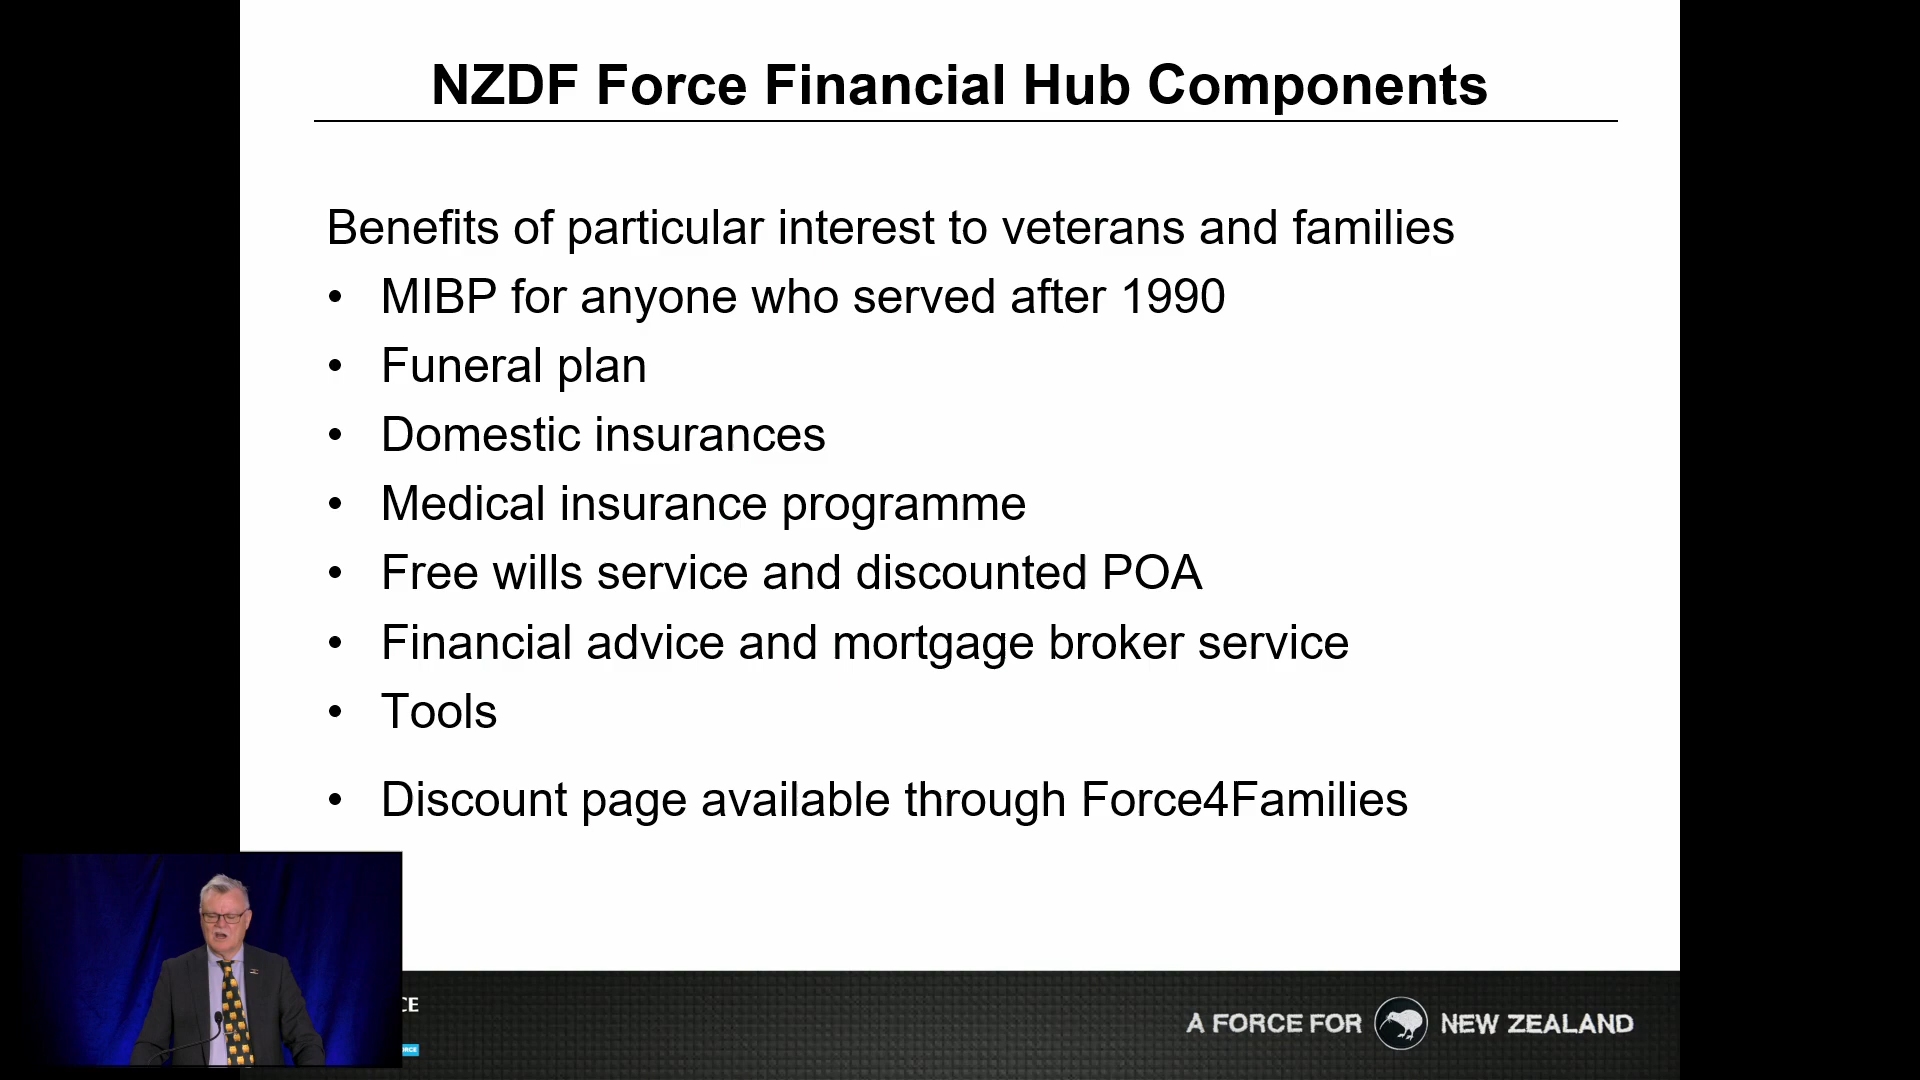 NZDF Force Financial Hub Components
Benefits of particular interest to veterans and families
• MIBP for anyone who served after 1990
• Funeral plan
• Domestic insurances
• Medical insurance programme
• Free wills service and discounted POA
• Financial advice and mortgage broker service
• Tools
• Discount page available through Force4Families
CE
A FORCE FOR NEW ZEALAND